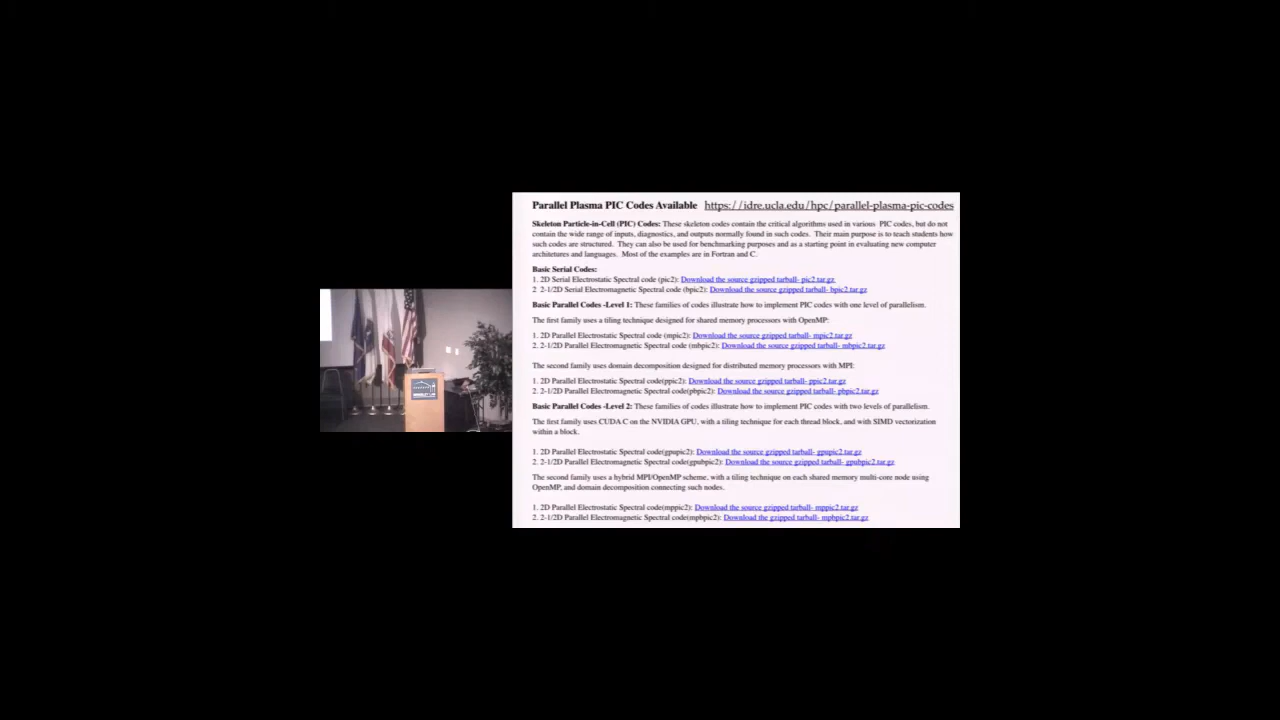 Parallel Plasma PIC Codes Available https://idre.ucla.edu/hpc/parallel-plasma-pic-codes
Skeleton Particle-in-Cell (PIC) Codes: These skeleton codes contain the critical algorithms used in various PIC codes, but do not
contain the wide range of inputs, diagnostics, and outputs normally found in such codes. Their main purpose is to teach students how
such codes are structured. They can also be used for benchmarking purposes and as a starting point in evaluating new computer
architetures and languages. Most of the examples are in Fortran and C.
Basic Serial Codes:
1. 2D Serial Electrostatic Spectral code (pic2): Download the source gzipped tarball- pic2.tar.gz
2 2-1/2D Serial Electromagnetic Spectral code (bpic2): Download the source gzipped tarball- bpic2.tar.gz
Basic Parallel Codes -Level 1: These families of codes illustrate how to implement PIC codes with one level of parallelism.
The first family uses a tiling technique designed for shared memory processors with OpenMP:
1. 2D Parallel Electrostatic Spectral code (mpic2): Download the source gzipped tarball- mpic2.tar.gz
2. 2-1/2D Parallel Electromagnetic Spectral code (mbpic2): Download the source gzipped tarball- mbpic2.tar.gz
The second family uses domain decomposition designed for distributed memory processors with MPI:
1. 2D Parallel Electrostatic Spectral code(ppic2): Download the source gzipped tarball- ppic2.tar.gz
2. 2-1/2D Parallel Electromagnetic Spectral code(pbpic2): Download the source gzipped tarball- pbpic2.tar.gz
Basic Parallel Codes -Level 2: These families of codes illustrate how to implement PIC codes with two levels of parallelism.
The first family uses CUDA C on the NVIDIA GPU, with a tiling technique for each thread block, and with SIMD vectorization
within a block.
1. 2D Parallel Electrostatic Spectral code(gpupic2): Download the source gzipped tarball- gpupic2.tar.gz
2. 2-1/2D Parallel Electromagnetic Spectral code(gpubpic2): Download the source gzipped tarball- gpubpic2.tar.gz
The second family uses a hybrid MPI/OpenMP scheme, with a tiling technique on each shared memory multi-core node using
OpenMP, and domain decomposition connecting such nodes.
1. 2D Parallel Electrostatic Spectral code(mppic2): Download the source gzipped tarball- mppic2.tar.gz
2. 2-1/2D Parallel Electromagnetic Spectral code(mpbpic2): Download the gzipped tarball- mpbpic2.tar.gz